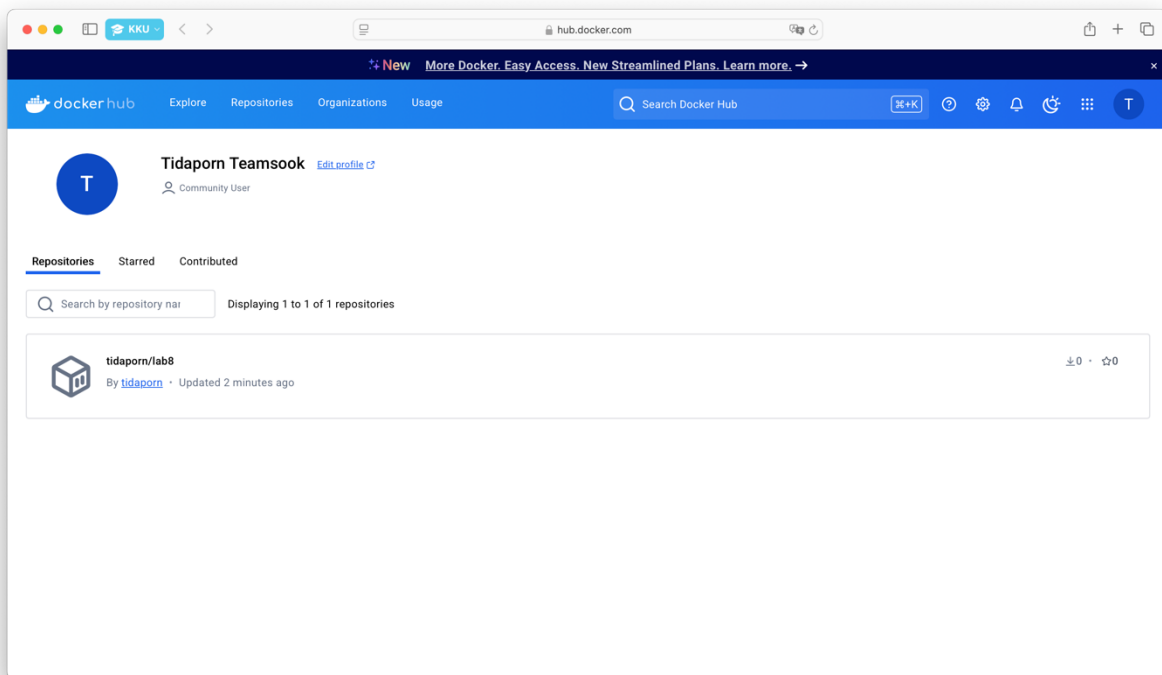 KKU
hub.docker.com
New More Docker. Easy Access. New Streamlined Plans. Learn more. →
dockerhub Explore Repositories Organizations Usage Search Docker Hub ⌘+K T
T
Tidaporn Teamsook Edit profile
Community User
Repositories Starred Contributed
Search by repository nar Displaying 1 to 1 of 1 repositories
tidaporn/lab8 0 · 0
By tidaporn · Updated 2 minutes ago